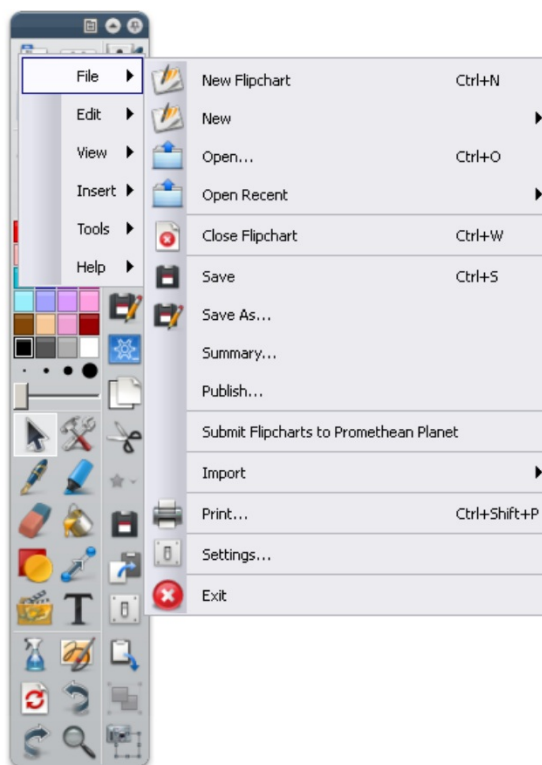 File
Edit
View
Insert
Tools
Help
New Flipchart Ctrl+N
New
Open... Ctrl+O
Open Recent
Close Flipchart Ctrl+W
Save Ctrl+S
Save As...
Summary...
Publish...
Submit Flipcharts to Promethean Planet
Import
Print... Ctrl+Shift+P
Settings...
Exit
T